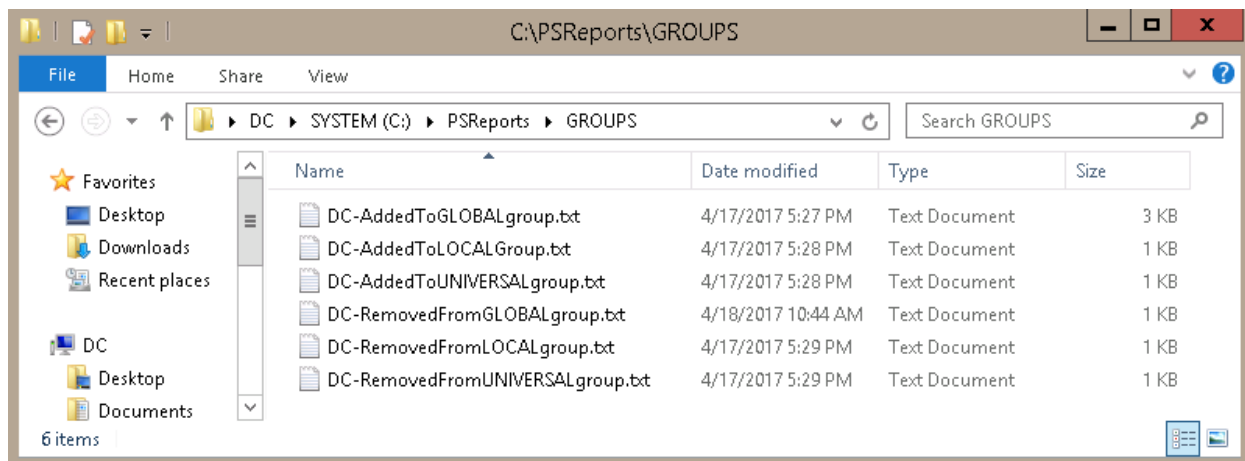 C:\PSReports\GROUPS
File Home Share View
DC SYSTEM (C:) PSReports GROUPS Search GROUPS
Name Date modified Type Size
Favorites
Desktop
Downloads
Recent places
DC
Desktop
Documents
DC-AddedToGLOBALgroup.txt 4/17/2017 5:27 PM Text Document 3 KB
DC-AddedToLOCALGroup.txt 4/17/2017 5:28 PM Text Document 1 KB
DC-AddedToUNIVERSALgroup.txt 4/17/2017 5:28 PM Text Document 1 KB
DC-RemovedFromGLOBALgroup.txt 4/18/2017 10:44 AM Text Document 1 KB
DC-RemovedFromLOCALgroup.txt 4/17/2017 5:29 PM Text Document 1 KB
DC-RemovedFromUNIVERSALgroup.txt 4/17/2017 5:29 PM Text Document 1 KB
6 items